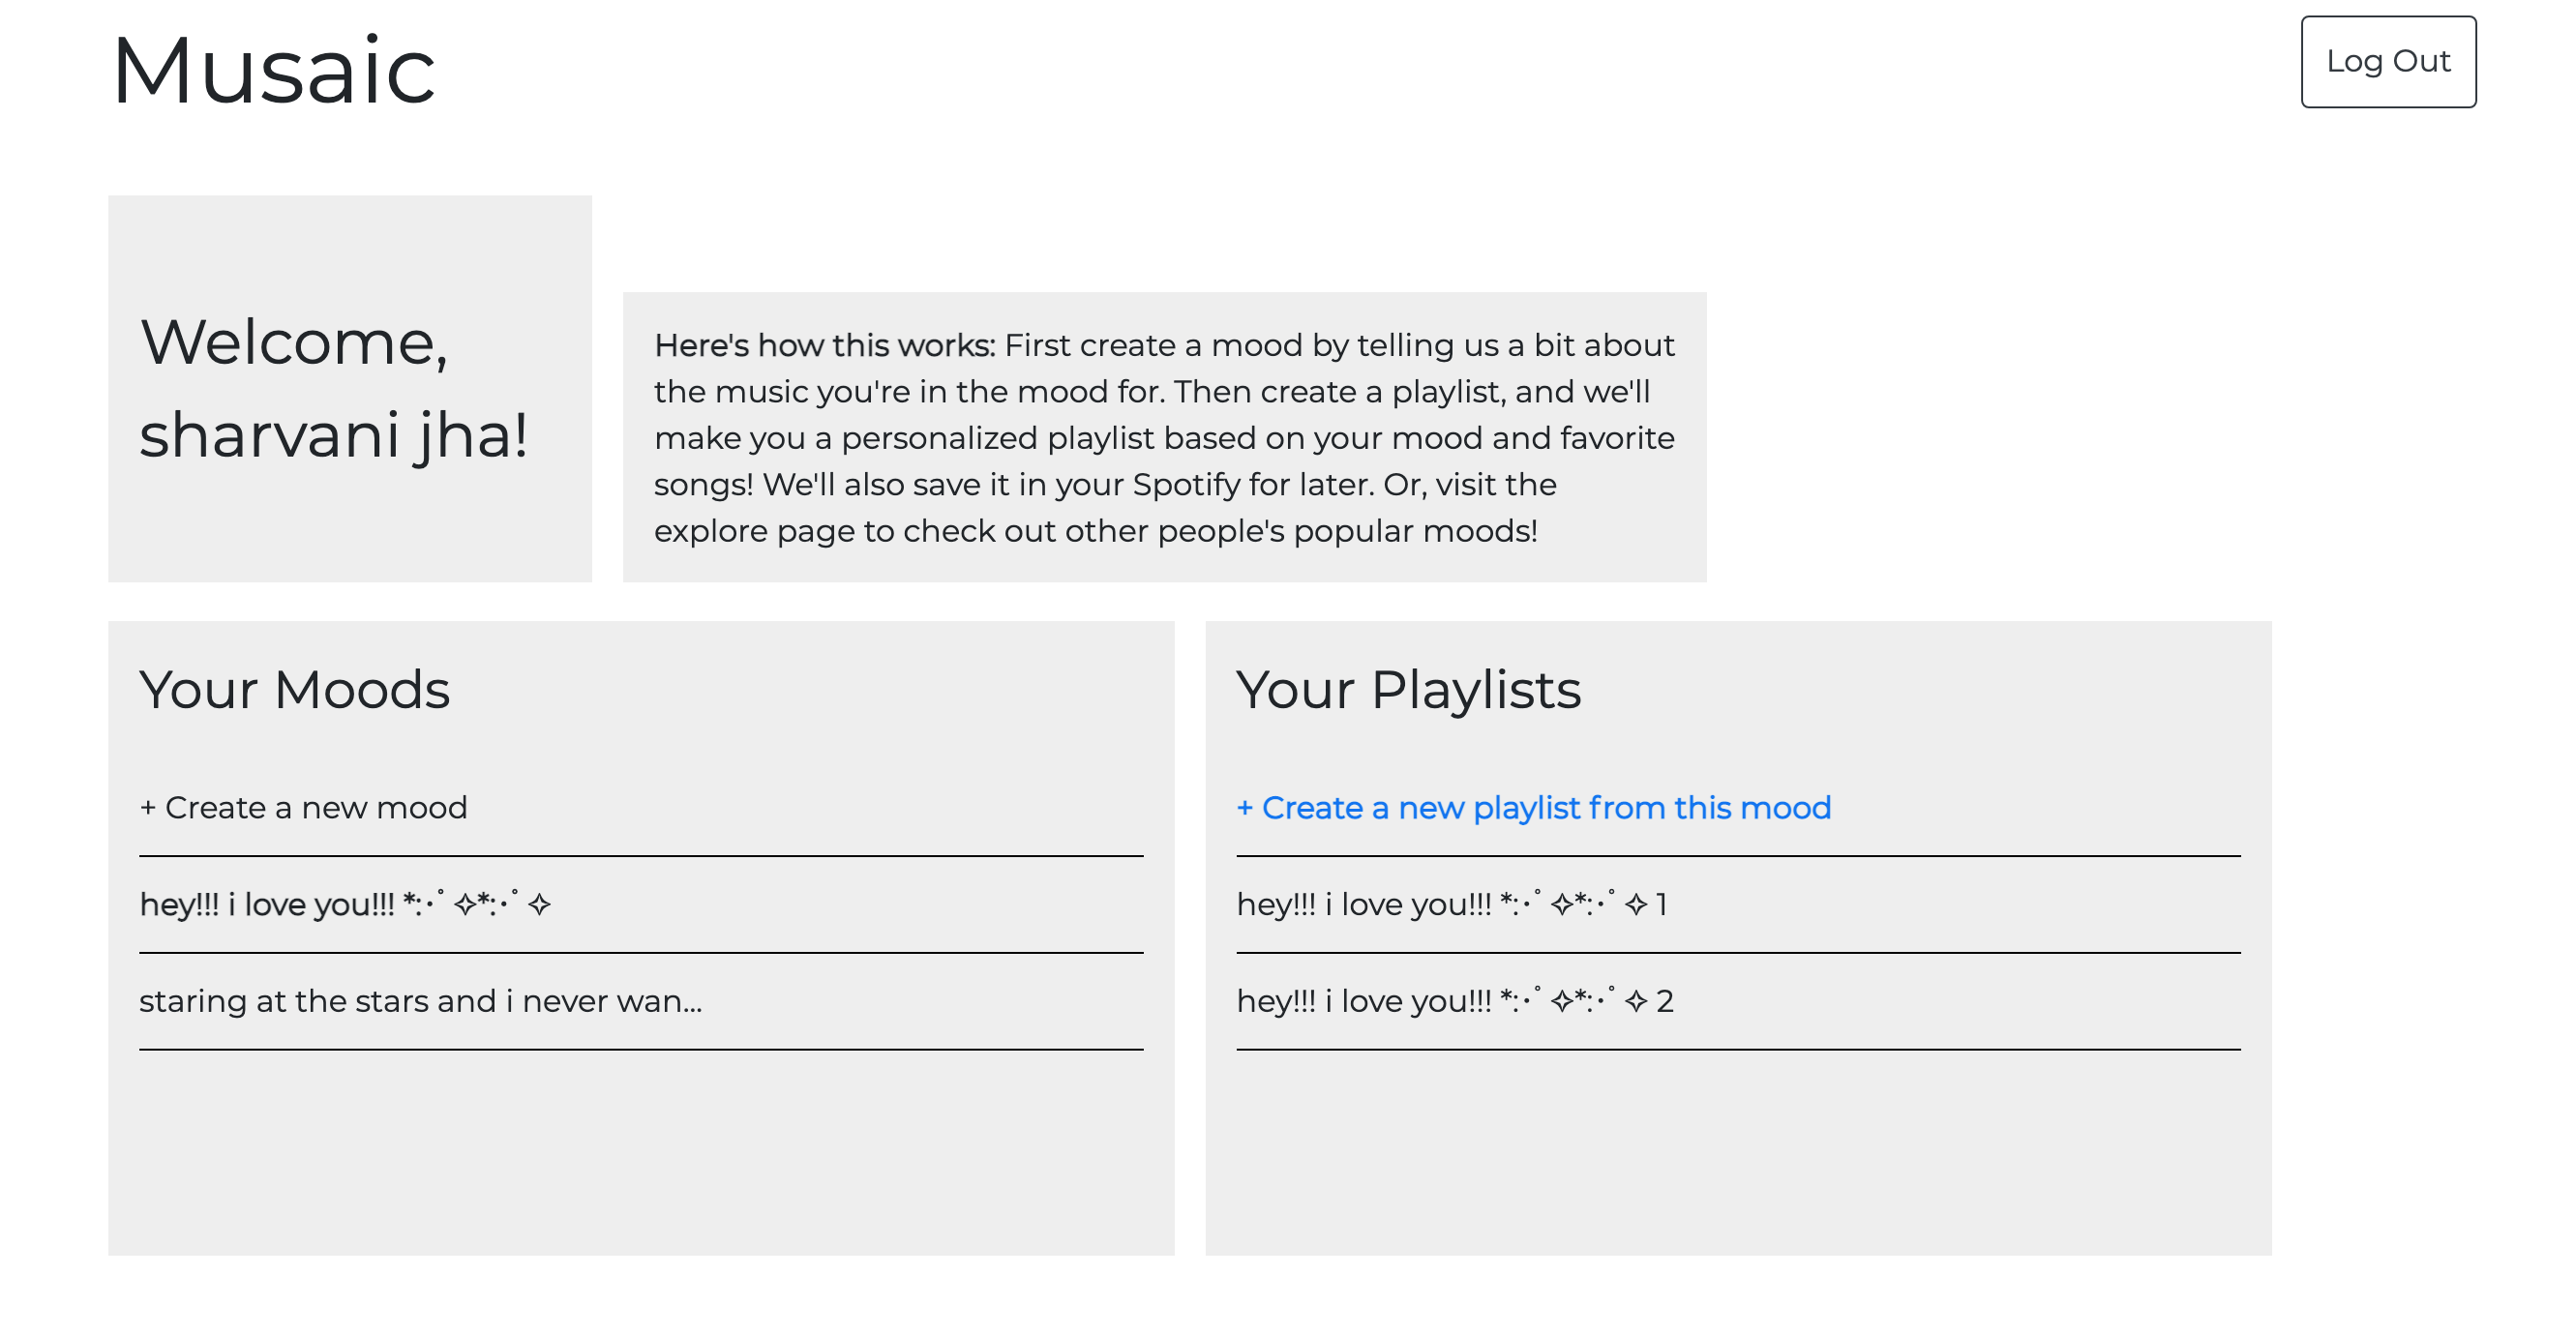 Musaic
Log Out
Welcome,
sharvani jha!
Here's how this works: First create a mood by telling us a bit about
the music you're in the mood for. Then create a playlist, and we'll
make you a personalized playlist based on your mood and favorite
songs! We'll also save it in your Spotify for later. Or, visit the
explore page to check out other people's popular moods!
Your Moods
+ Create a new mood
hey!!! i love you!!! *:･ﾟ✧*:･ﾟ✧
staring at the stars and i never wan...
Your Playlists
+ Create a new playlist from this mood
hey!!! i love you!!! *:･ﾟ✧*:･ﾟ✧ 1
hey!!! i love you!!! *:･ﾟ✧*:･ﾟ✧ 2